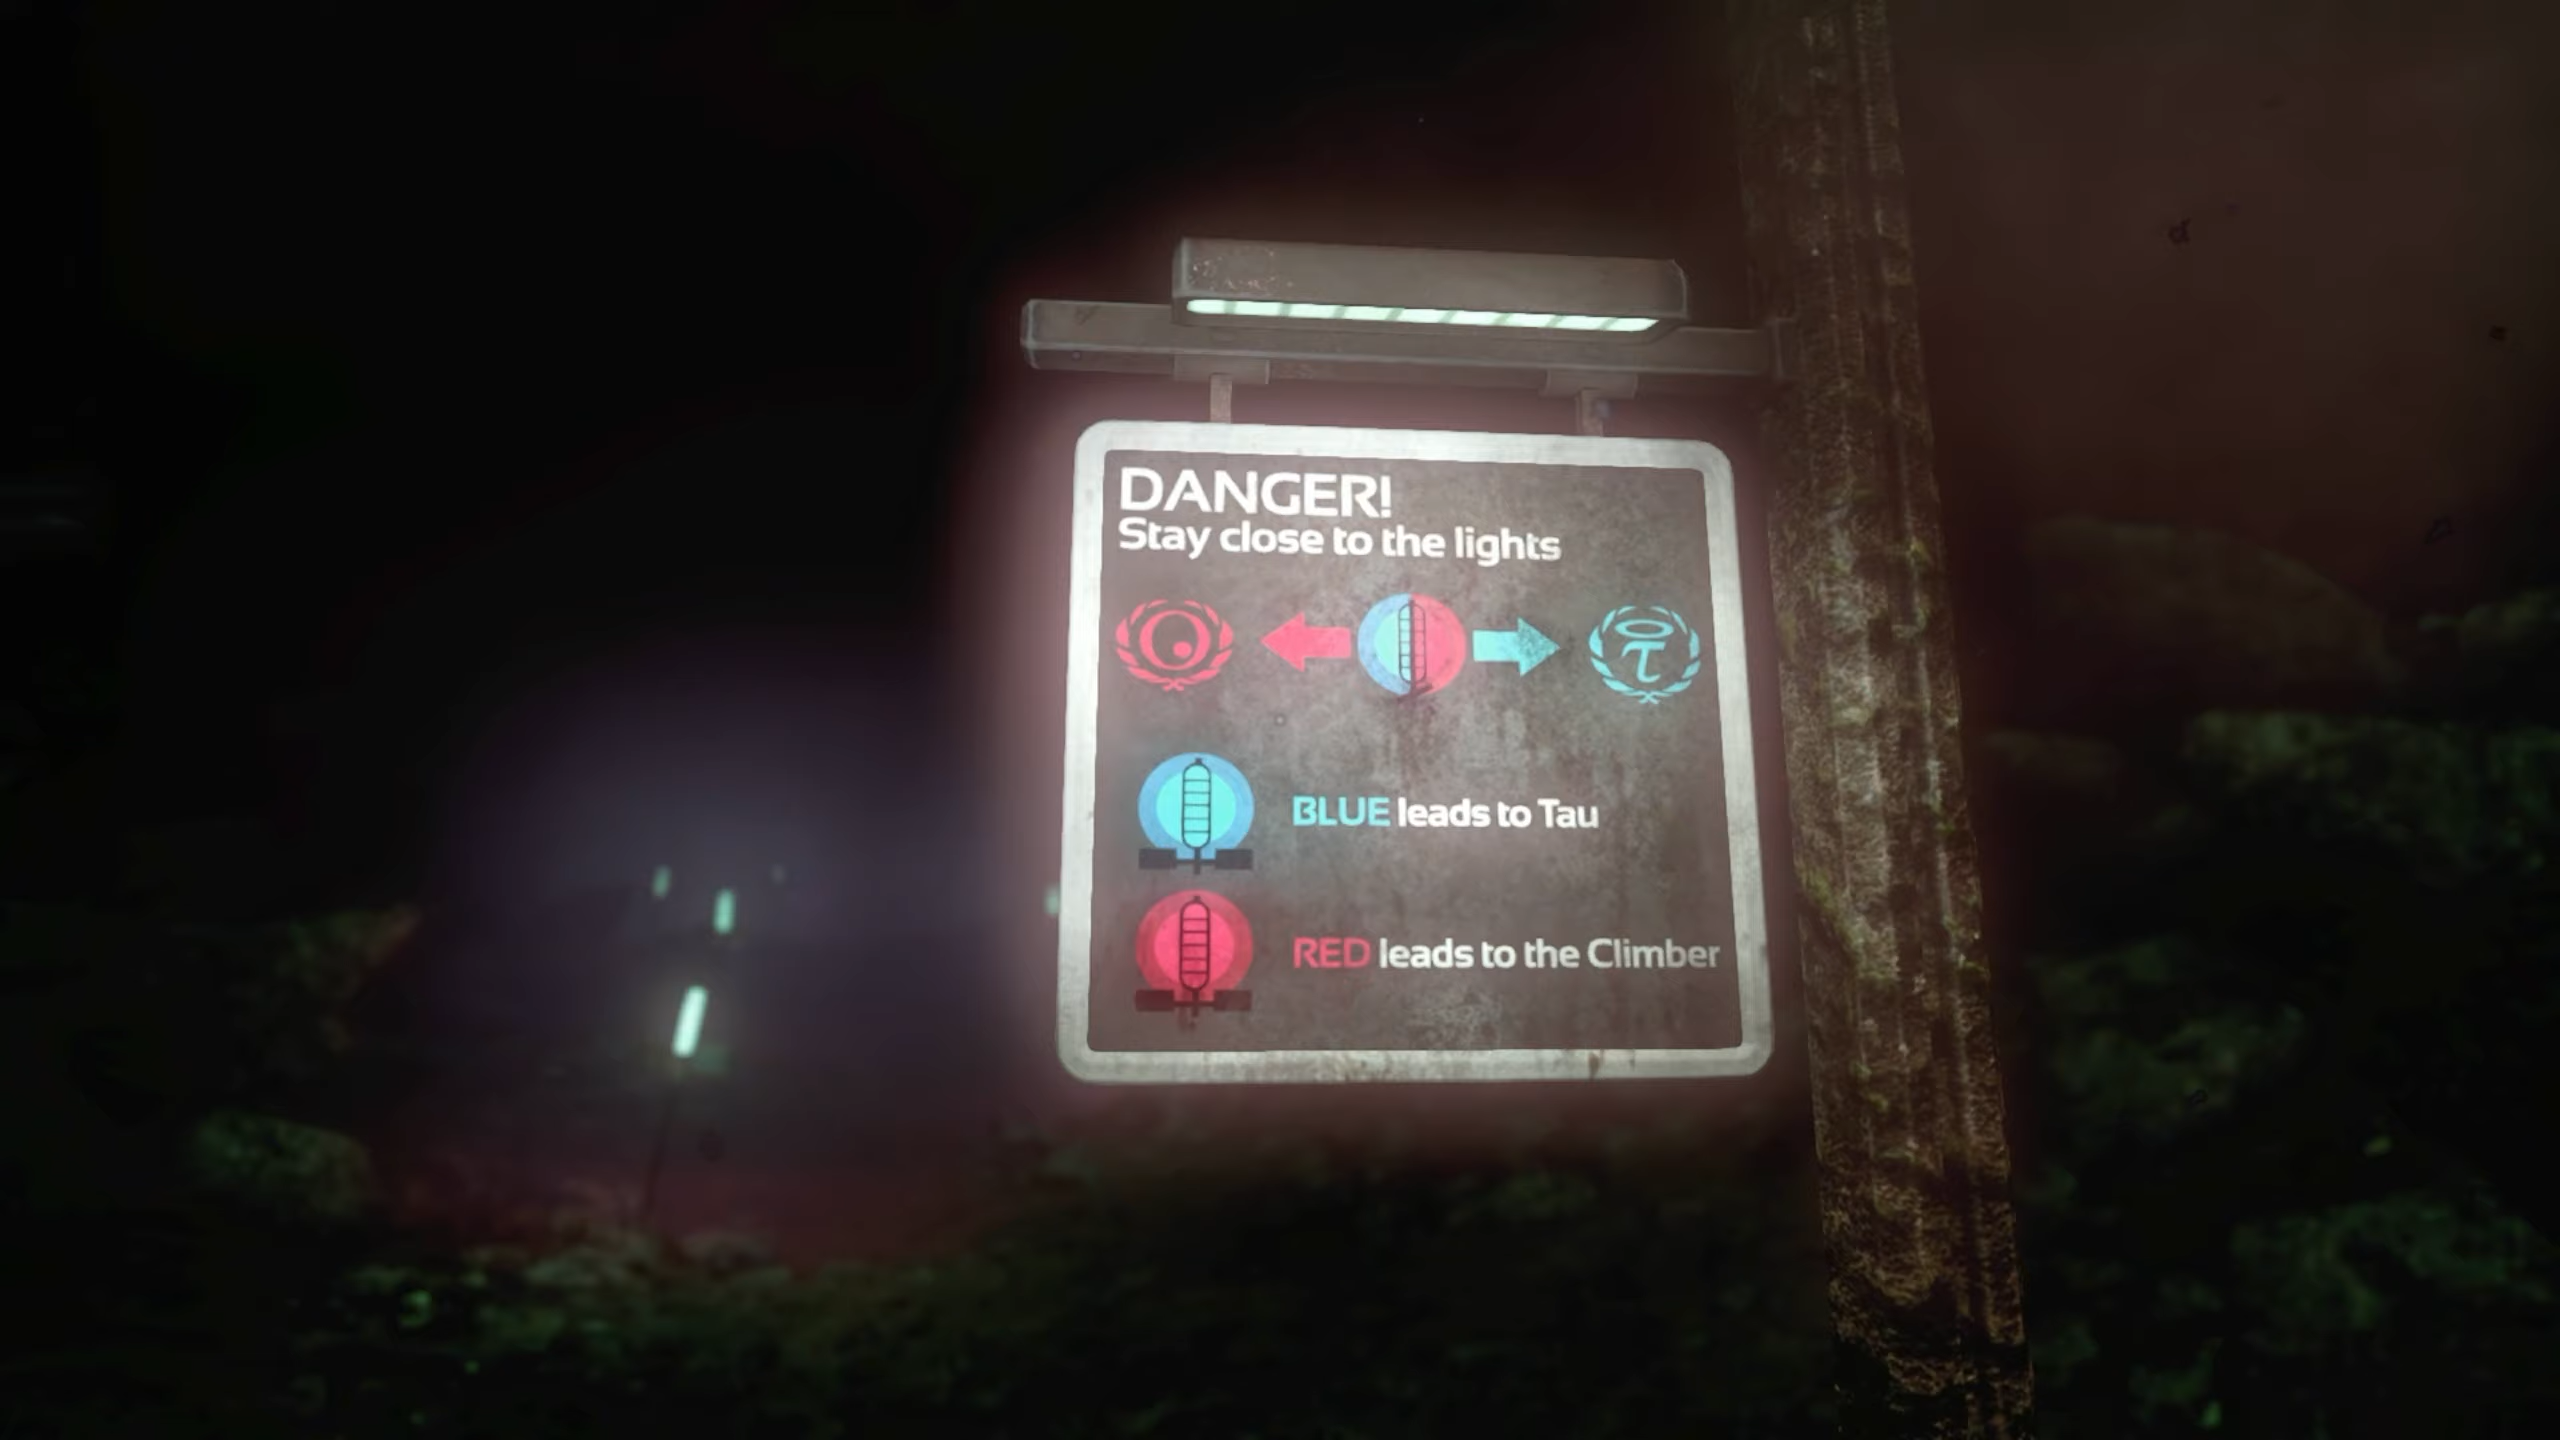 DANGER!
Stay close to the lights
τ
BLUE leads to Tau
RED leads to the Climber